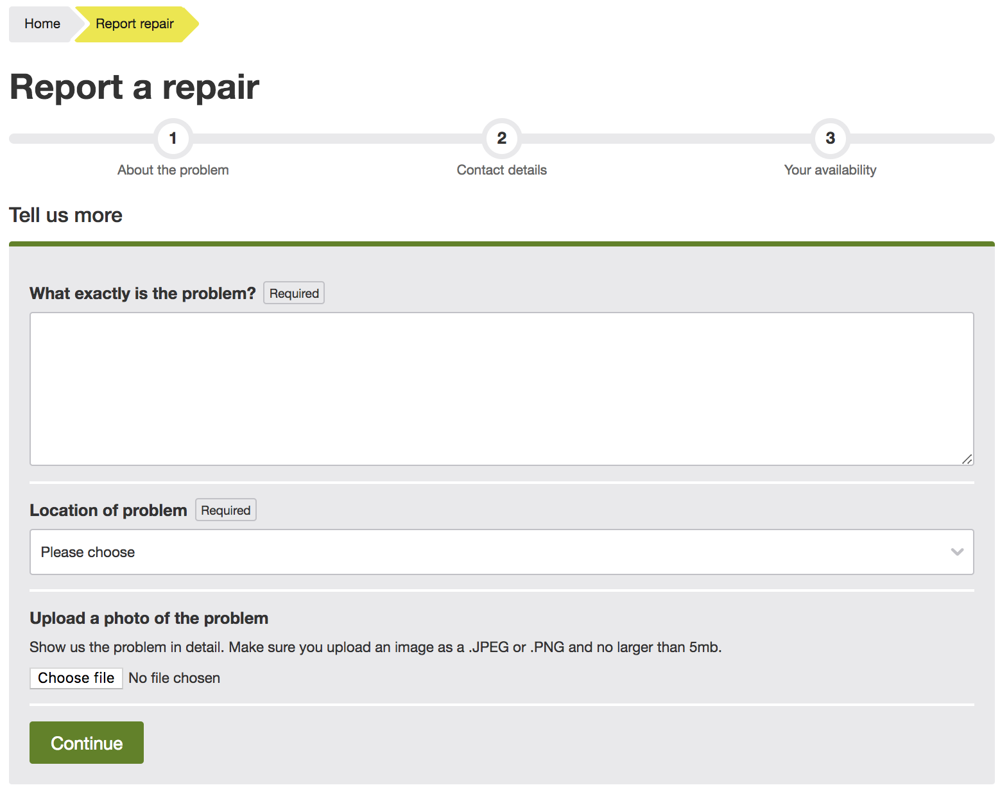 Home
Report repair
Report a repair
1
2
3
About the problem
Contact details
Your availability
Tell us more
What exactly is the problem? Required
Location of problem Required
Please choose
Upload a photo of the problem
Show us the problem in detail. Make sure you upload an image as a .JPEG or .PNG and no larger than 5mb.
Choose file No file chosen
Continue